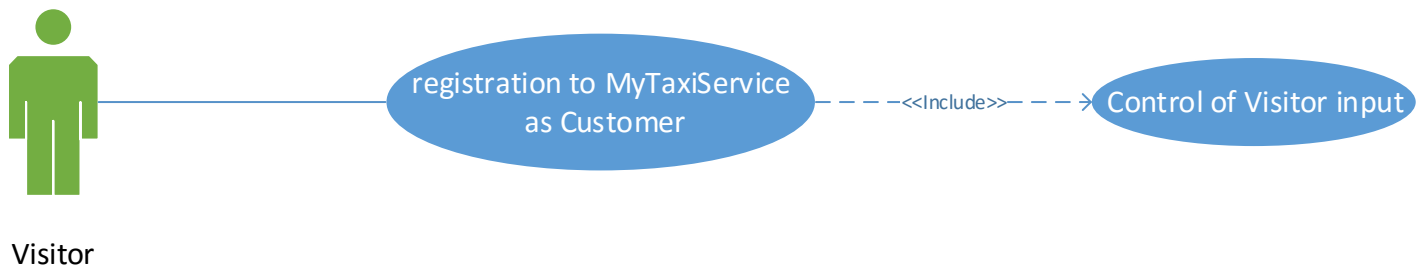 registration to MyTaxiService
as Customer
<<Include>>
Control of Visitor input
Visitor